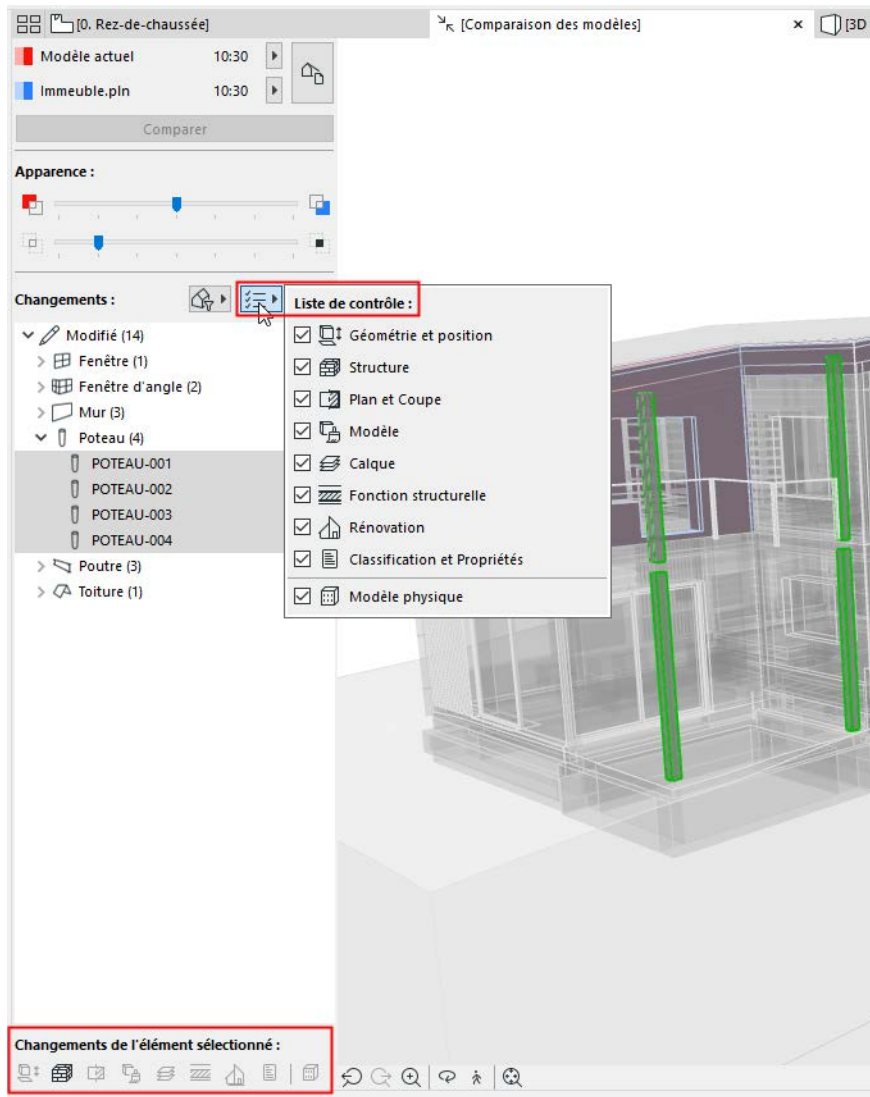 [0. Rez-de-chaussée]
[Comparaison des modèles]
[3D
Modèle actuel 10:30
Immeuble.pln 10:30
Comparer
Apparence :
Changements :
Liste de contrôle :
Géométrie et position
Structure
Plan et Coupe
Modèle
Calque
Fonction structurelle
Rénovation
Classification et Propriétés
Modèle physique
Modifié (14)
Fenêtre (1)
Fenêtre d'angle (2)
Mur (3)
Poteau (4)
POTEAU-001
POTEAU-002
POTEAU-003
POTEAU-004
Poutre (3)
Toiture (1)
Changements de l'élément sélectionné :